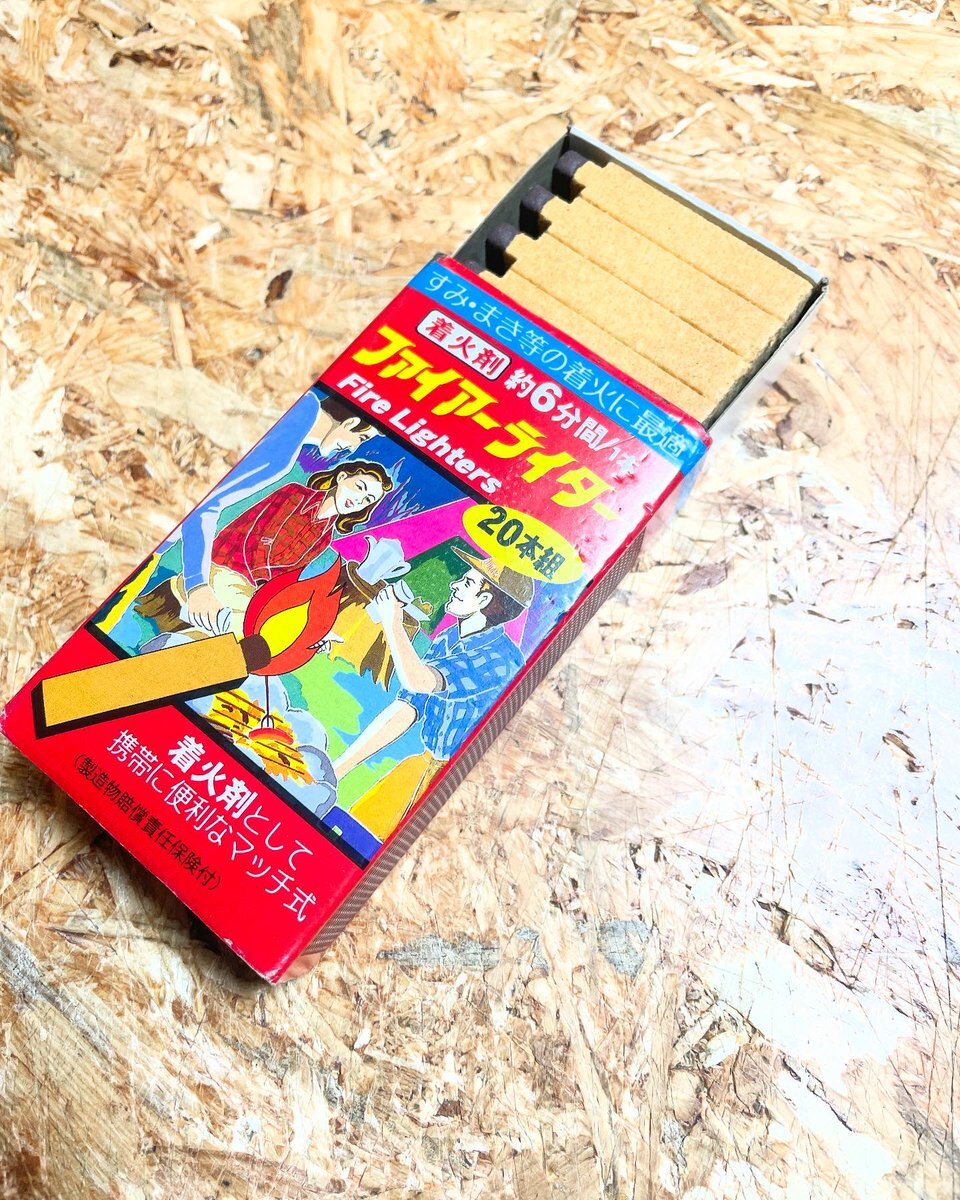 すみ・まき等の着火に最適
着火剤 約6分間/1本
ファイアーライター
Fire Lighters
20本組
着火剤として
携帯に便利なマッチ式
(製造物賠償責任保険付)